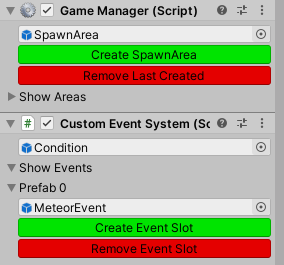 Game Manager (Script)
SpawnArea
Create SpawnArea
Remove Last Created
Show Areas
# Custom Event System (Sc
Condition
Show Events
Prefab 0
MeteorEvent
Create Event Slot
Remove Event Slot